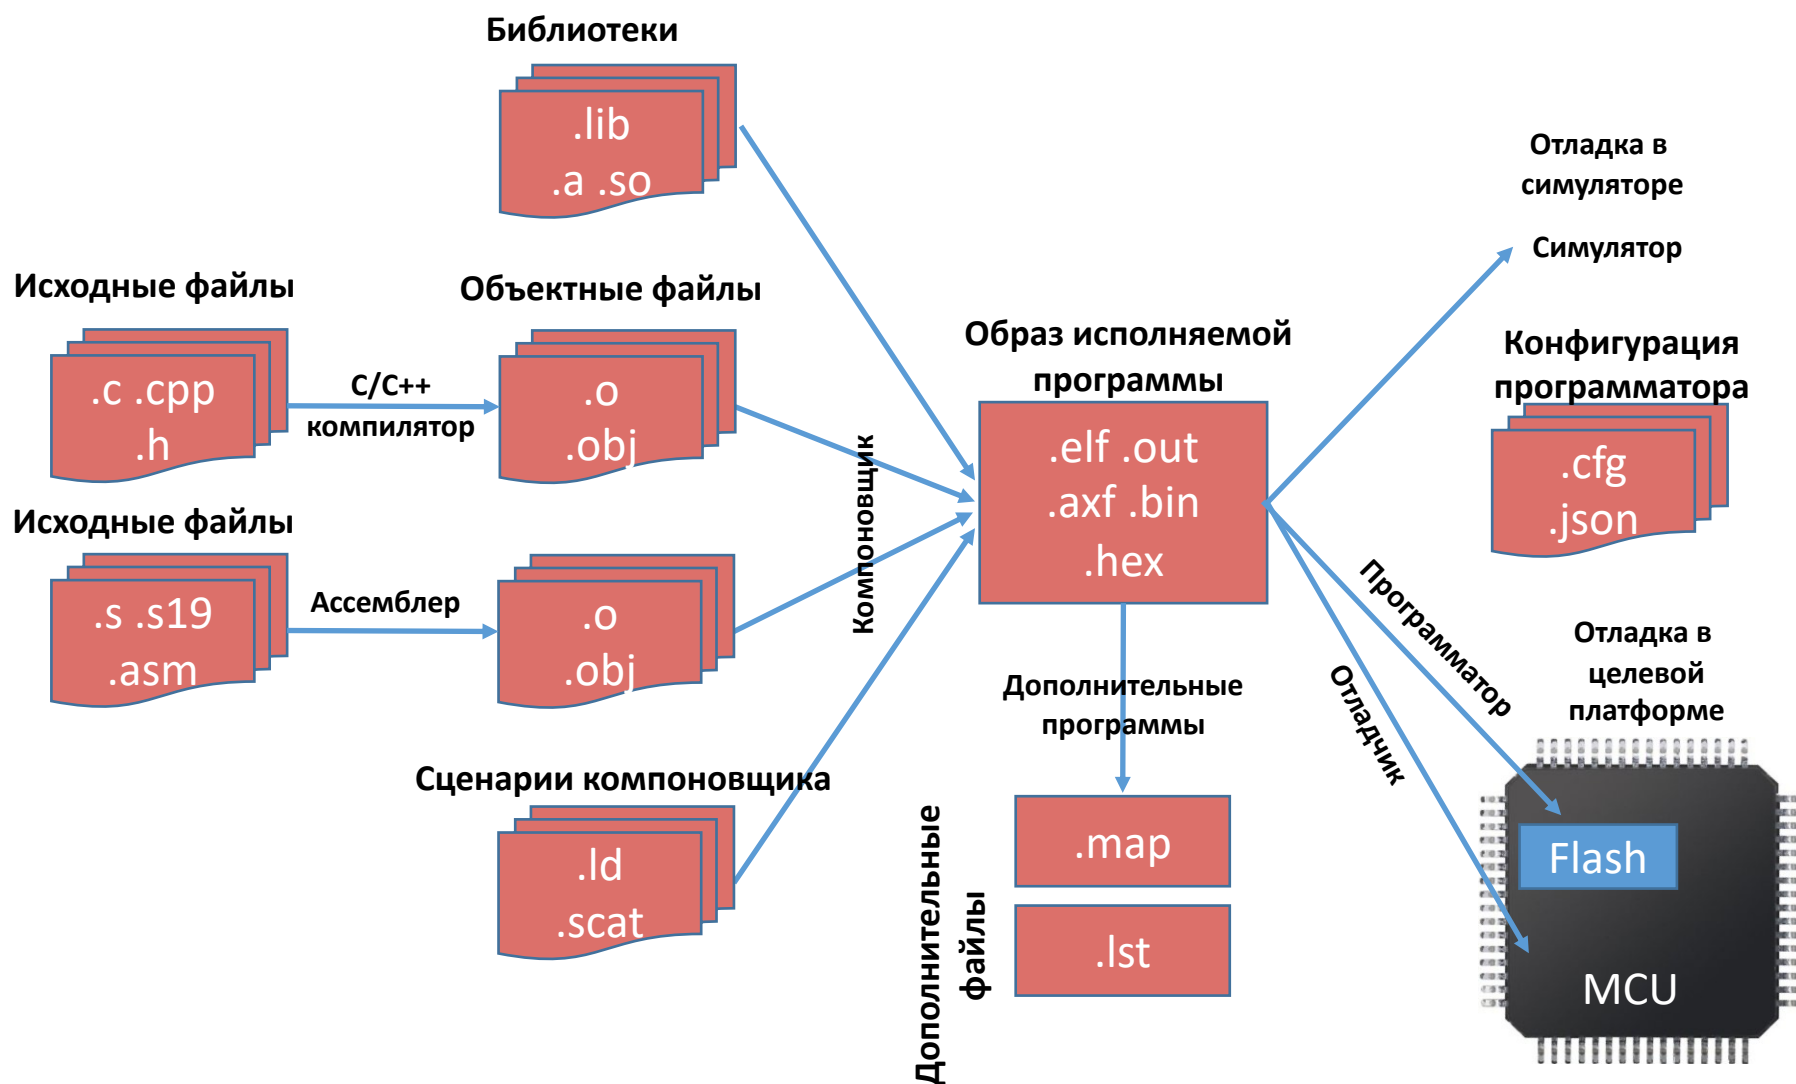 Библиотеки
.lib
.a .so
Исходные файлы
.c .cpp
.h
С/С++
компилятор
Объектные файлы
.o
.obj
Исходные файлы
.s .s19
.asm
Ассемблер
.o
.obj
Сценарии компоновщика
.ld
.scat
Компоновщик
Образ исполняемой
программы
.elf .out
.axf .bin
.hex
Дополнительные
программы
Дополнительные
файлы
.map
.lst
Отладка в
симуляторе
Симулятор
Конфигурация
программатора
.cfg
.json
Программатор
Отладчик
Отладка в
целевой
платформе
Flash
MCU